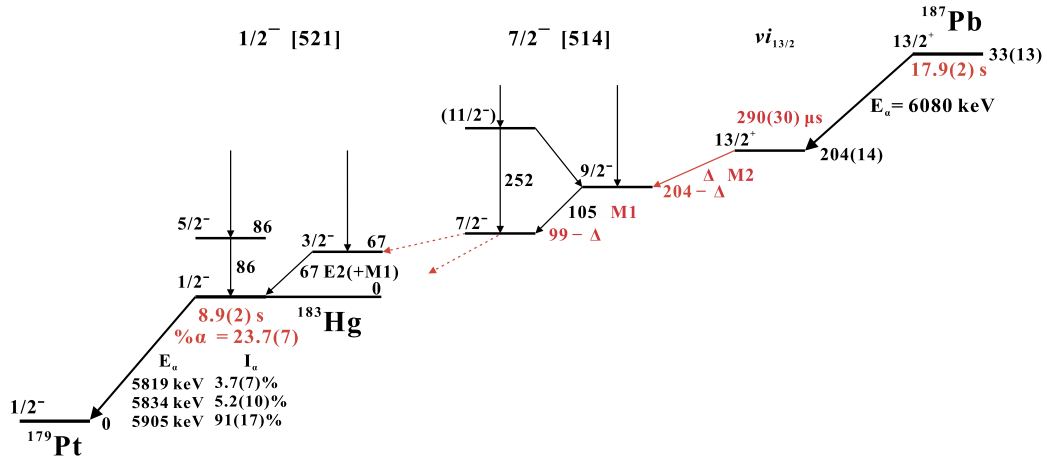 1/2⁻ [521]
7/2⁻ [514]
νi₁₃/₂
¹⁸⁷Pb
13/2⁺
33(13)
17.9(2) s
Eα = 6080 keV
290(30) μs
13/2⁺
204(14)
(11/2⁻)
9/2⁻
Δ M2
204 − Δ
252
105
M1
7/2⁻
99 − Δ
5/2⁻
86
86
3/2⁻
67
67 E2(+M1)
1/2⁻
0
¹⁸³Hg
8.9(2) s
%α = 23.7(7)
Eα Iα
5819 keV 3.7(7)%
5834 keV 5.2(10)%
5905 keV 91(17)%
1/2⁻
0
¹⁷⁹Pt